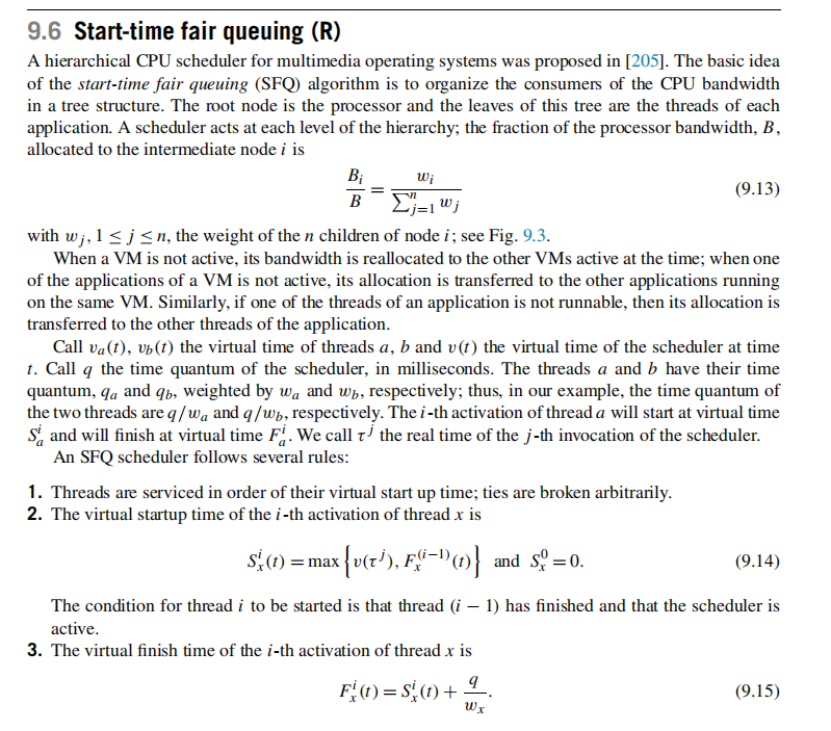 9.6 Start-time fair queuing (R)
A hierarchical CPU scheduler for multimedia operating systems was proposed in [205]. The basic idea
of the start-time fair queuing (SFQ) algorithm is to organize the consumers of the CPU bandwidth
in a tree structure. The root node is the processor and the leaves of this tree are the threads of each
application. A scheduler acts at each level of the hierarchy; the fraction of the processor bandwidth, B,
allocated to the intermediate node i is
B_i / B = w_i / ∑_{j=1}^{n} w_j (9.13)
with w_j, 1 ≤ j ≤ n, the weight of the n children of node i; see Fig. 9.3.
When a VM is not active, its bandwidth is reallocated to the other VMs active at the time; when one
of the applications of a VM is not active, its allocation is transferred to the other applications running
on the same VM. Similarly, if one of the threads of an application is not runnable, then its allocation is
transferred to the other threads of the application.
Call v_a(t), v_b(t) the virtual time of threads a, b and v(t) the virtual time of the scheduler at time
t. Call q the time quantum of the scheduler, in milliseconds. The threads a and b have their time
quantum, q_a and q_b, weighted by w_a and w_b, respectively; thus, in our example, the time quantum of
the two threads are q/w_a and q/w_b, respectively. The i-th activation of thread a will start at virtual time
S_a^i and will finish at virtual time F_a^i. We call τ^j the real time of the j-th invocation of the scheduler.
An SFQ scheduler follows several rules:
1. Threads are serviced in order of their virtual start up time; ties are broken arbitrarily.
2. The virtual startup time of the i-th activation of thread x is
S_x^i(t) = max {v(τ^j), F_x^{(i−1)}(t)} and S_x^0 = 0. (9.14)
The condition for thread i to be started is that thread (i − 1) has finished and that the scheduler is
active.
3. The virtual finish time of the i-th activation of thread x is
F_x^i(t) = S_x^i(t) + q / w_x. (9.15)